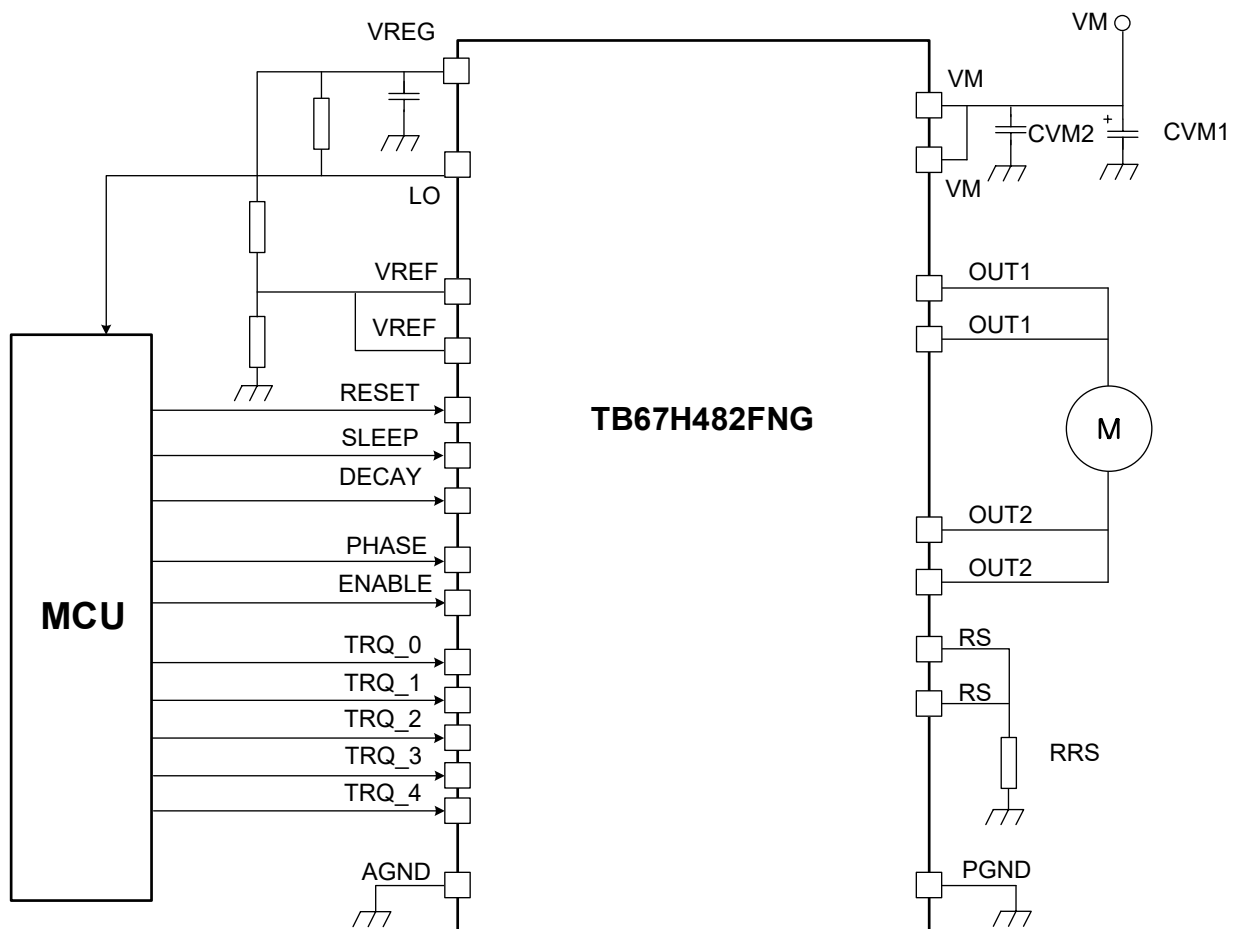 VREG
VM
VM
CVM2
+
CVM1
LO
VM
VREF
OUT1
VREF
OUT1
RESET
TB67H482FNG
M
SLEEP
DECAY
OUT2
PHASE
OUT2
ENABLE
MCU
TRQ_0
RS
TRQ_1
RS
TRQ_2
TRQ_3
RRS
TRQ_4
AGND
PGND